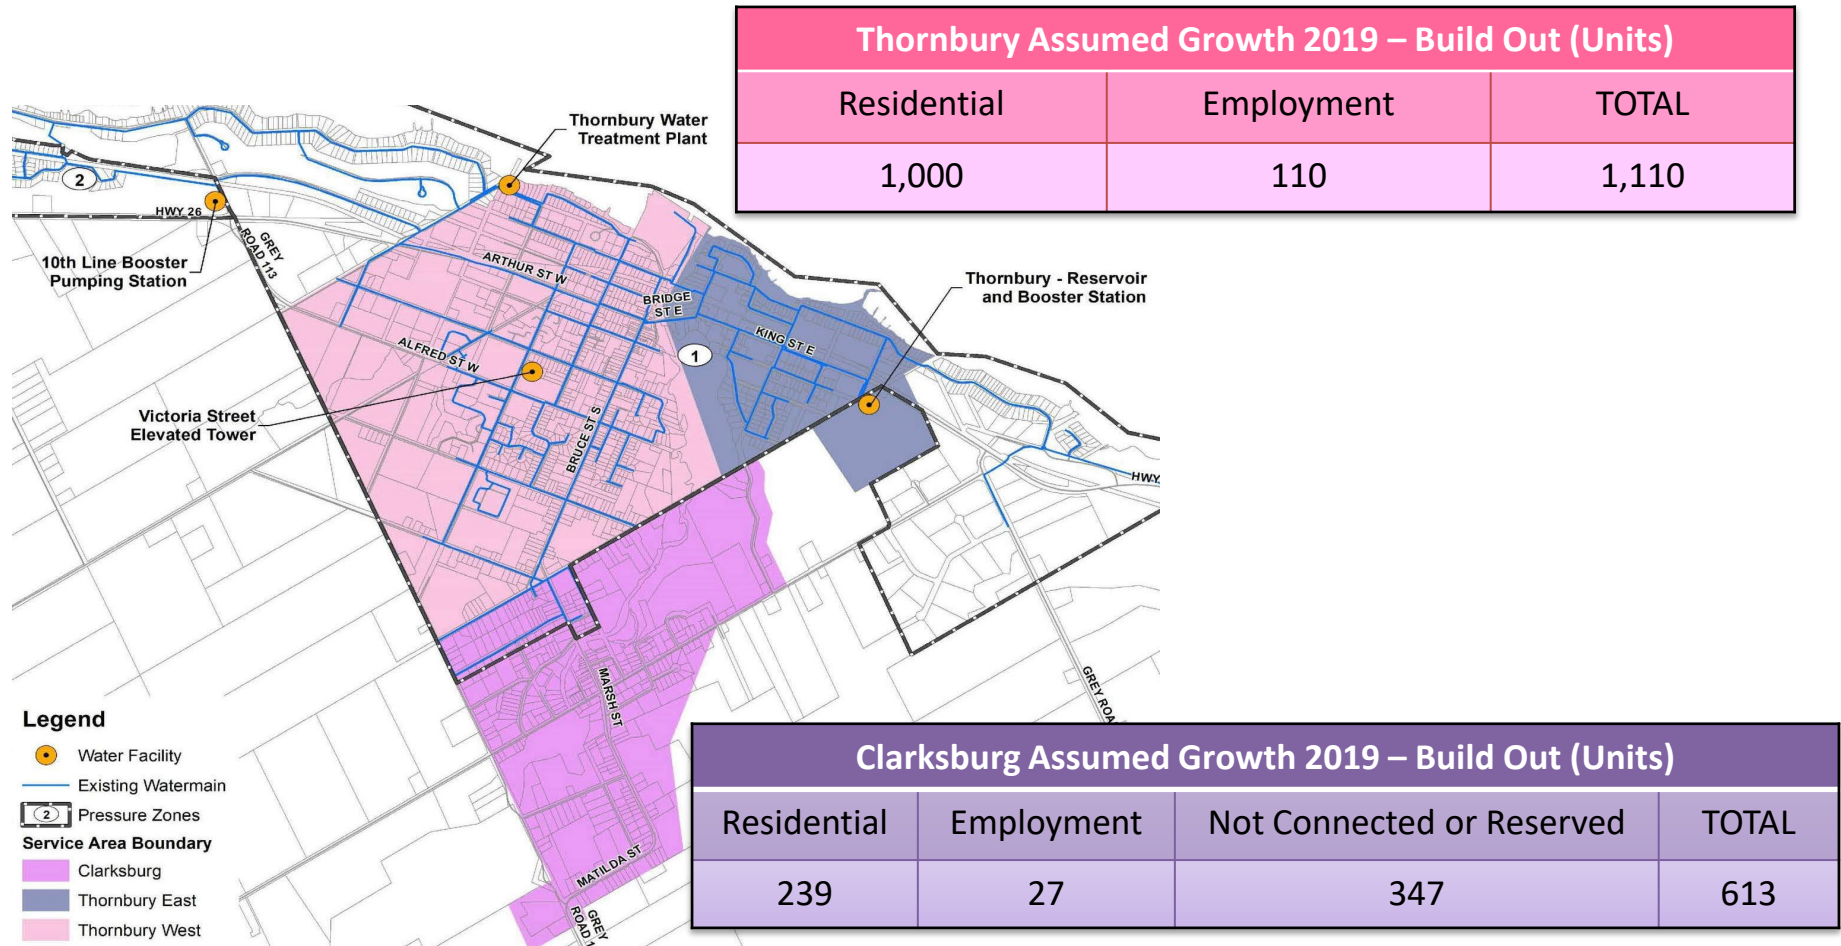 Thornbury Assumed Growth 2019 – Build Out (Units)
Residential Employment TOTAL
1,000 110 1,110
Thornbury Water
Treatment Plant
2
HWY 26
GREY
ROAD 113
10th Line Booster
Pumping Station
ARTHUR ST W
BRIDGE
ST E
Thornbury - Reservoir
and Booster Station
KING ST E
1
ALFRED ST W
Victoria Street
Elevated Tower
BRUCE ST S
HWY
MARSH ST
GREY ROA
MATILDA ST
GREY
ROAD 1
Legend
Water Facility
Existing Watermain
2 Pressure Zones
Service Area Boundary
Clarksburg
Thornbury East
Thornbury West
Clarksburg Assumed Growth 2019 – Build Out (Units)
Residential Employment Not Connected or Reserved TOTAL
239 27 347 613